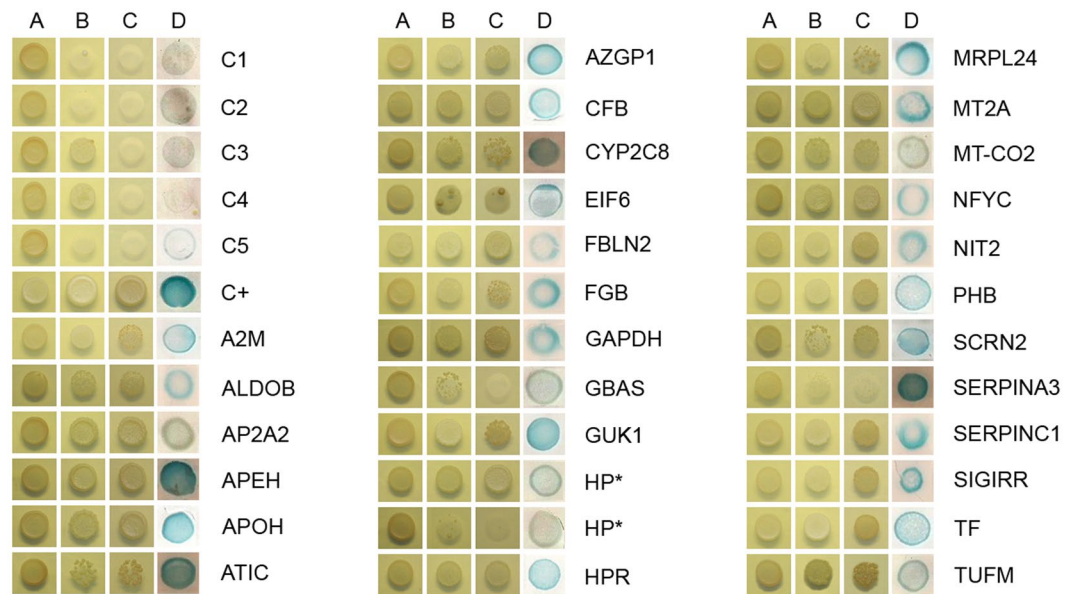 A B C D
C1
C2
C3
C4
C5
C+
A2M
ALDOB
AP2A2
APEH
APOH
ATIC
A B C D
AZGP1
CFB
CYP2C8
EIF6
FBLN2
FGB
GAPDH
GBAS
GUK1
HP*
HP*
HPR
A B C D
MRPL24
MT2A
MT-CO2
NFYC
NIT2
PHB
SCRN2
SERPINA3
SERPINC1
SIGIRR
TF
TUFM